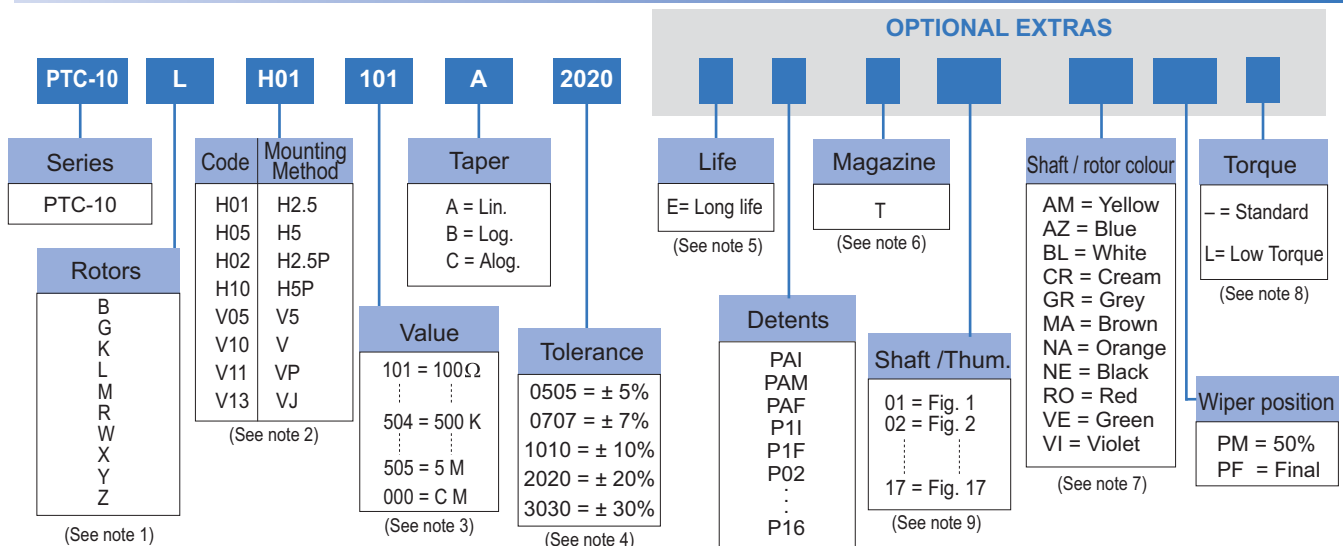 OPTIONAL EXTRAS
PTC-10 L H01 101 A 2020
Series
PTC-10
Rotors
B
G
K
L
M
R
W
X
Y
Z
(See note 1)
Code Mounting Method
H01 H2.5
H05 H5
H02 H2.5P
H10 H5P
V05 V5
V10 V
V11 VP
V13 VJ
(See note 2)
Value
101 = 100Ω
504 = 500 K
505 = 5 M
000 = C M
(See note 3)
Taper
A = Lin.
B = Log.
C = Alog.
Tolerance
0505 = ± 5%
0707 = ± 7%
1010 = ± 10%
2020 = ± 20%
3030 = ± 30%
(See note 4)
Life
E= Long life
(See note 5)
Detents
PAI
PAM
PAF
P1I
P1F
P02
:
:
P16
Magazine
T
(See note 6)
Shaft /Thum.
01 = Fig. 1
02 = Fig. 2
17 = Fig. 17
(See note 9)
Shaft / rotor colour
AM = Yellow
AZ = Blue
BL = White
CR = Cream
GR = Grey
MA = Brown
NA = Orange
NE = Black
RO = Red
VE = Green
VI = Violet
(See note 7)
Wiper position
PM = 50%
PF = Final
Torque
– = Standard
L= Low Torque
(See note 8)